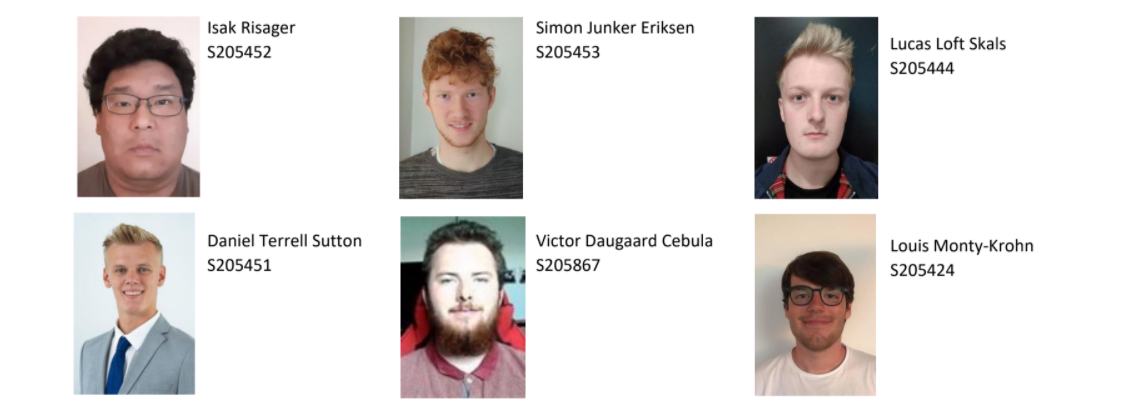 Isak Risager
S205452
Simon Junker Eriksen
S205453
Lucas Loft Skals
S205444
Daniel Terrell Sutton
S205451
Victor Daugaard Cebula
S205867
Louis Monty-Krohn
S205424